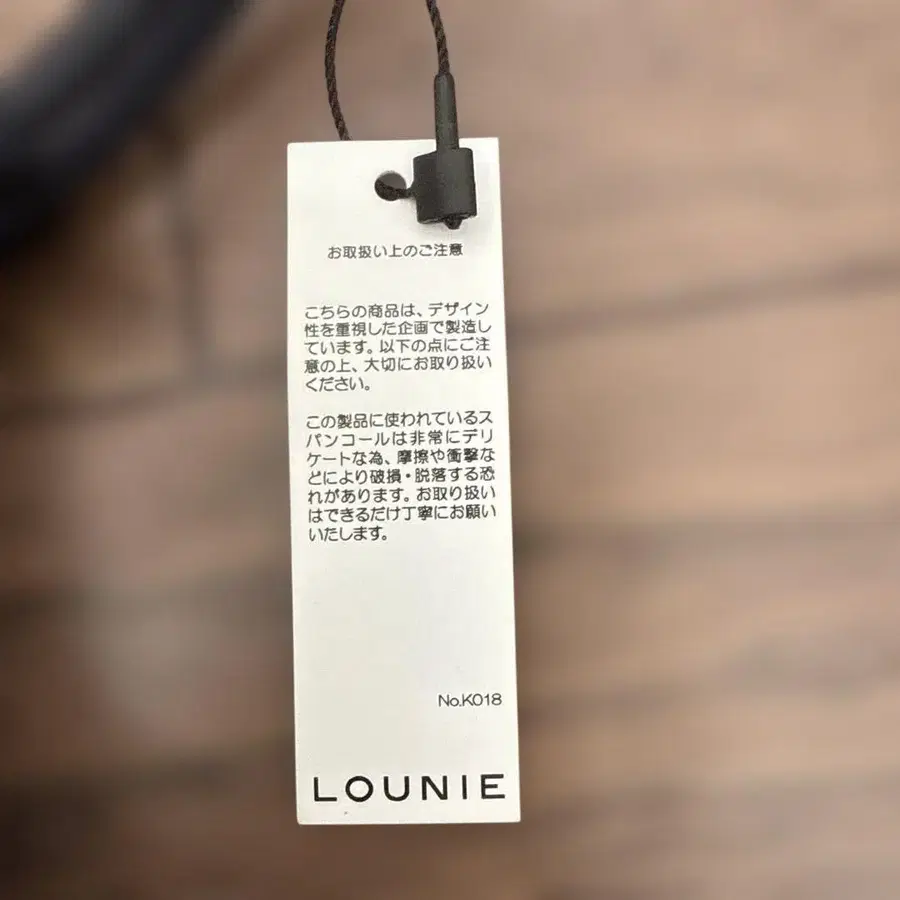 お取扱い上のご注意
こちらの商品は、デザイン
性を重視した企画で製造し
ています。以下の点にご注
意の上、大切にお取り扱い
ください。
この製品に使われているス
パンコールは非常にデリ
ケートな為、摩擦や衝撃な
どにより破損・脱落する恐
れがあります。お取り扱い
はできるだけ丁寧にお願い
いたします。
No.K018
LOUNIE